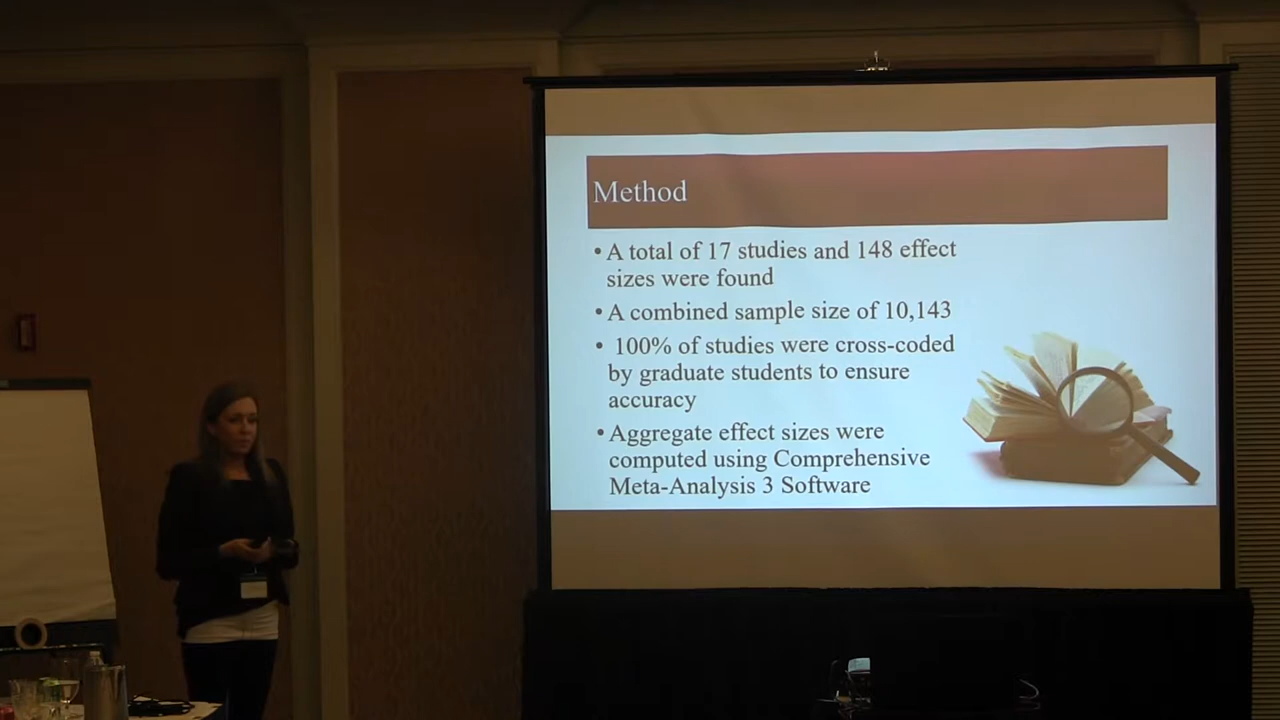 Method
• A total of 17 studies and 148 effect
sizes were found
• A combined sample size of 10,143
• 100% of studies were cross-coded
by graduate students to ensure
accuracy
• Aggregate effect sizes were
computed using Comprehensive
Meta-Analysis 3 Software